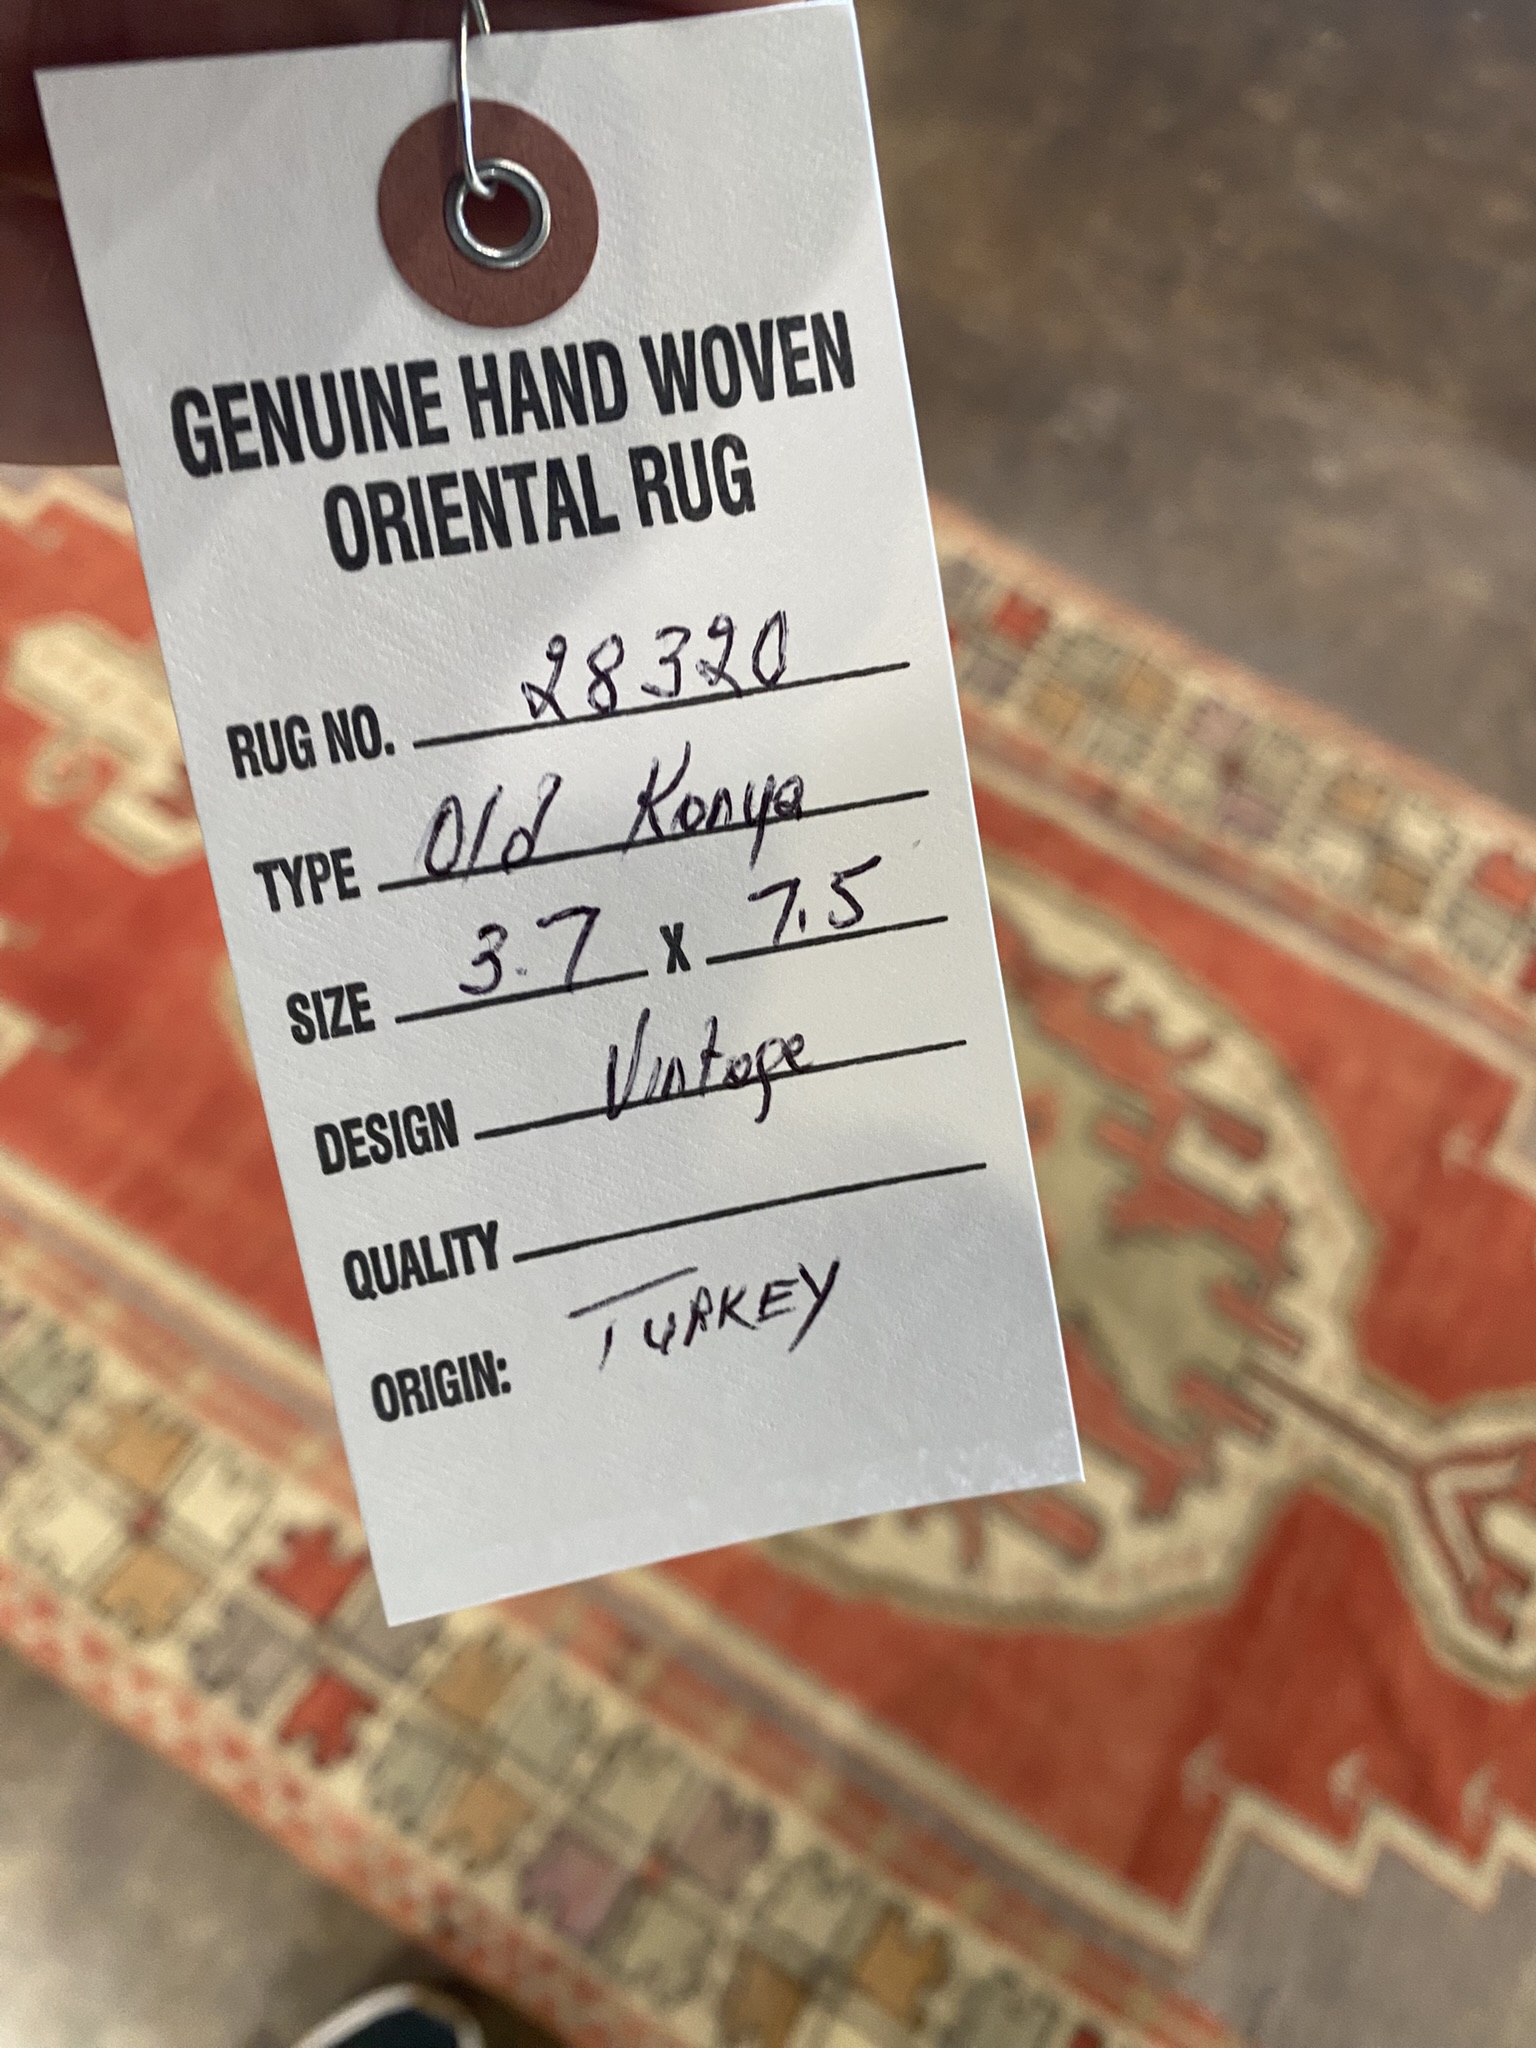 GENUINE HAND WOVEN
ORIENTAL RUG
RUG NO. 28320
TYPE Old Konya
SIZE 3.7 X 7.5
DESIGN Vintage
QUALITY
ORIGIN: TURKEY